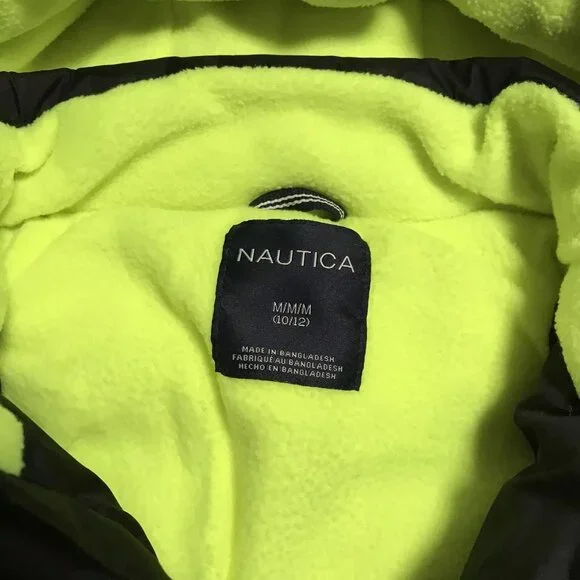 NAUTICA
M/M/M
(10/12)
MADE IN BANGLADESH
FABRIQUÉ AU BANGLADESH
HECHO EN BANGLADESH